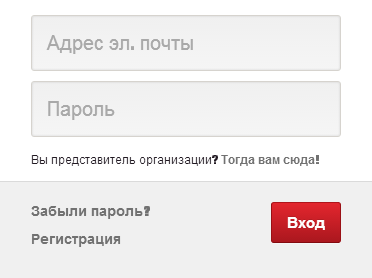 Адрес эл. почты
Пароль
Вы представитель организации? Тогда вам сюда!
Забыли пароль?
Вход
Регистрация